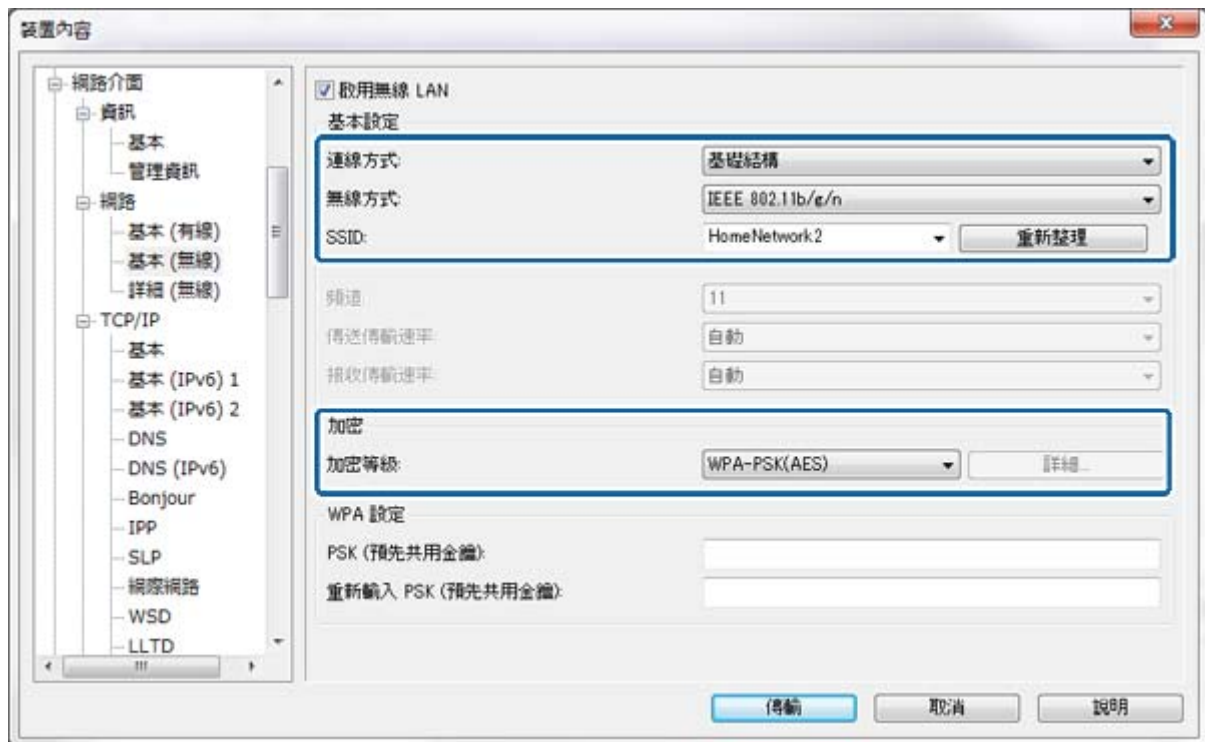 裝置內容
網路介面
資訊
基本
管理資訊
網路
基本 (有線)
基本 (無線)
詳細 (無線)
TCP/IP
基本
基本 (IPv6) 1
基本 (IPv6) 2
DNS
DNS (IPv6)
Bonjour
IPP
SLP
網際網路
WSD
LLTD
啟用無線 LAN
基本設定
連線方式: 基礎結構
無線方式: IEEE 802.11b/g/n
SSID: HomeNetwork2 重新整理
頻道 11
傳送傳輸速率: 自動
接收傳輸速率: 自動
加密
加密等級: WPA-PSK(AES) 詳細...
WPA 設定
PSK (預先共用金鑰):
重新輸入 PSK (預先共用金鑰):
傳輸 取消 說明